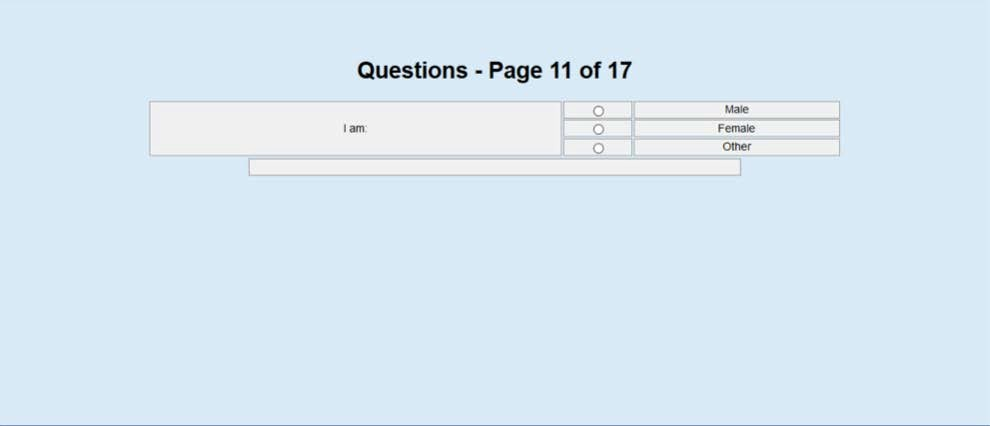 Questions - Page 11 of 17
I am:
Male
Female
Other